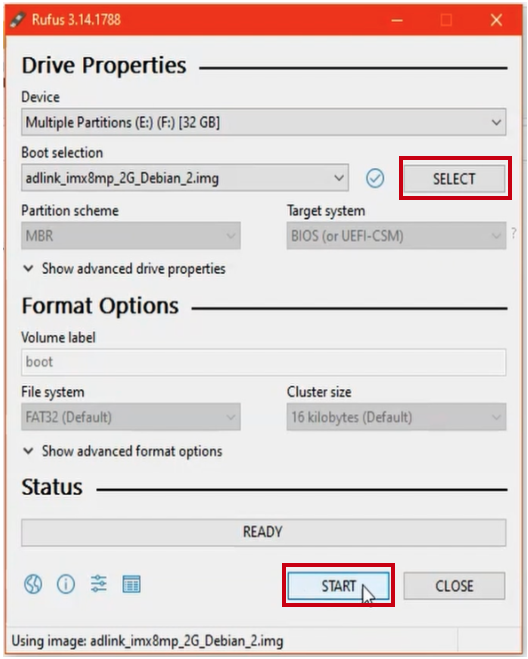 Rufus 3.14.1788
Drive Properties
Device
Multiple Partitions (E:) (F:) [32 GB]
Boot selection
adlink_imx8mp_2G_Debian_2.img
SELECT
Partition scheme
Target system
MBR
BIOS (or UEFI-CSM)
?
Show advanced drive properties
Format Options
Volume label
boot
File system
Cluster size
FAT32 (Default)
16 kilobytes (Default)
Show advanced format options
Status
READY
START
CLOSE
Using image: adlink_imx8mp_2G_Debian_2.img